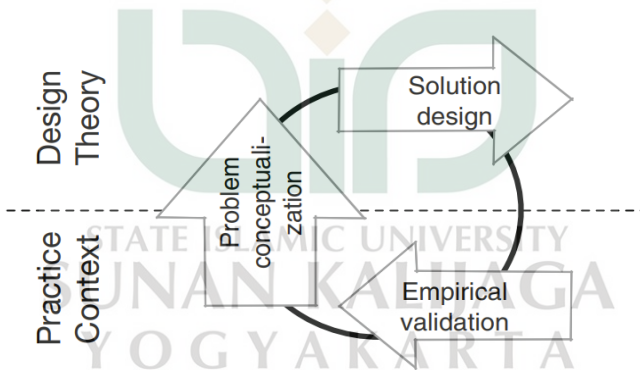 Design
Theory
Solution
design
Problem
conceptuali-
zation
Practice
Context
Empirical
validation
STATE ISLAMIC UNIVERSITY
SUNAN KALIJAGA
YOGYAKARTA